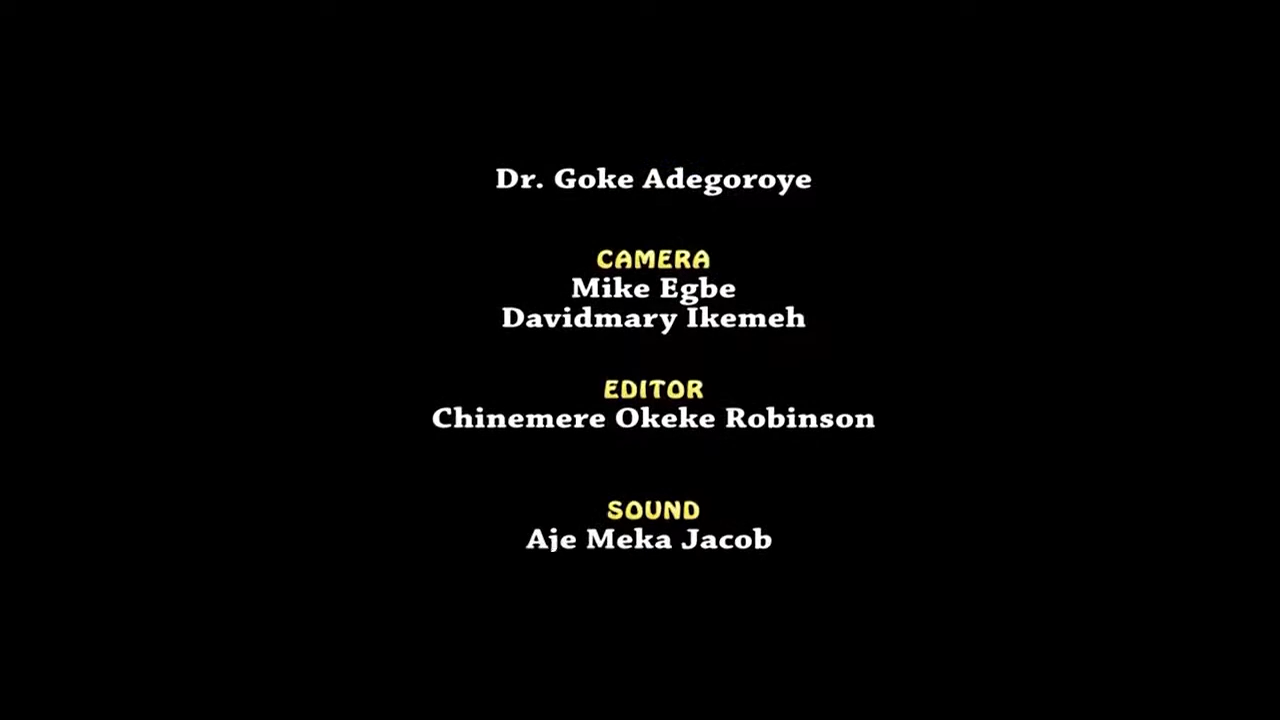 Dr. Goke Adegoroye
CAMERA
Mike Egbe
Davidmary Ikemeh
EDITOR
Chinemere Okeke Robinson
SOUND
Aje Meka Jacob